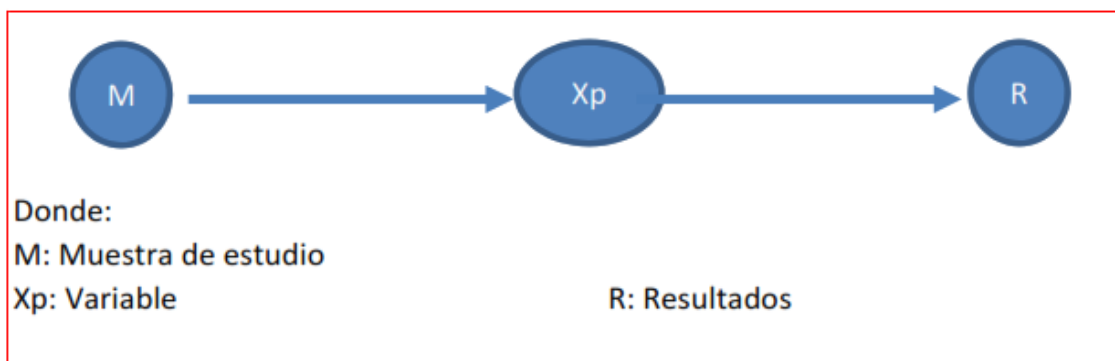 M Xp R
Donde:
M: Muestra de estudio
Xp: Variable R: Resultados